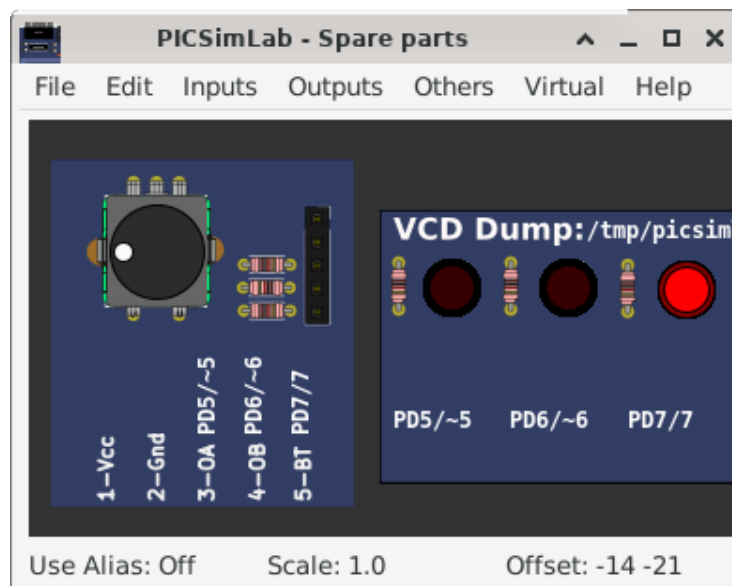 PICSimLab - Spare parts
File Edit Inputs Outputs Others Virtual Help
1-Vcc
2-Gnd
3-OA PD5/~5
4-OB PD6/~6
5-BT PD7/7
VCD Dump:/tmp/picsim
PD5/~5 PD6/~6 PD7/7
Use Alias: Off Scale: 1.0 Offset: -14 -21